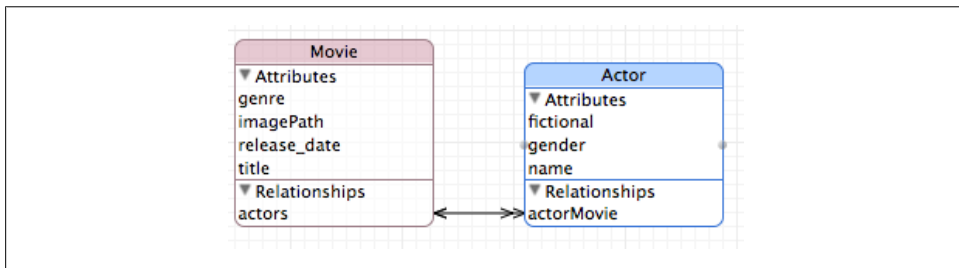 Movie
Attributes
genre
imagePath
release_date
title
Relationships
actors
Actor
Attributes
fictional
gender
name
Relationships
actorMovie